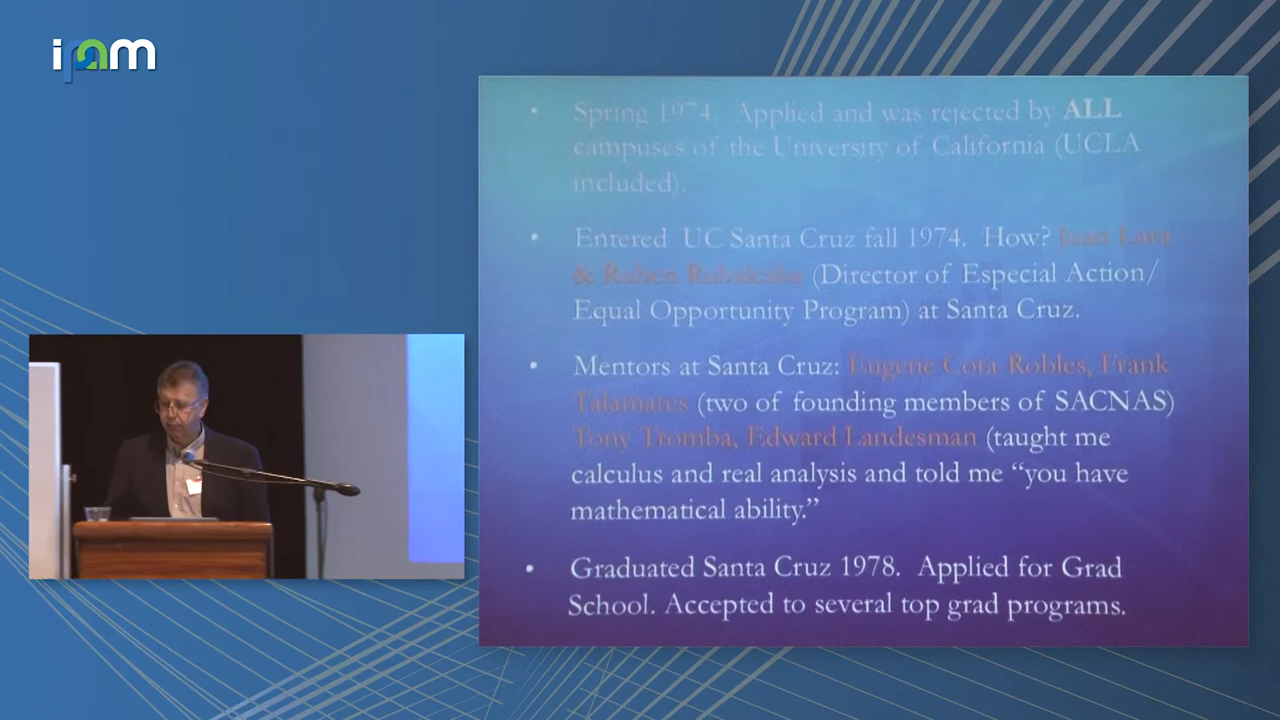 ipam
Spring 1974. Applied and was rejected by ALL
campuses of the University of California (UCLA
included).
Entered UC Santa Cruz fall 1974. How? Juan Lara
& Ruben Rubalcaba (Director of Especial Action/
Equal Opportunity Program) at Santa Cruz.
Mentors at Santa Cruz: Eugene Cota Robles, Frank
Talamates (two of founding members of SACNAS)
Tony Tromba, Edward Landesman (taught me
calculus and real analysis and told me “you have
mathematical ability.”
Graduated Santa Cruz 1978. Applied for Grad
School. Accepted to several top grad programs.